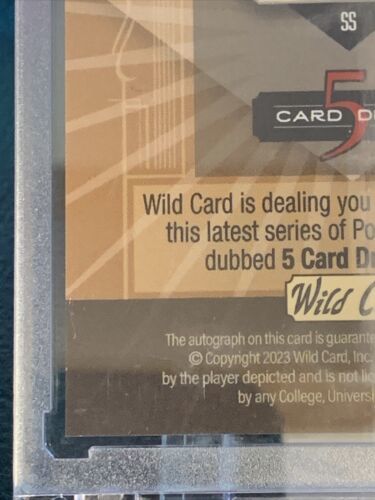 SS
5
CARD D
Wild Card is dealing you
this latest series of Po
dubbed 5 Card Dr
Wild C
The autograph on this card is guarante
© Copyright 2023 Wild Card, Inc.
by the player depicted and is not lic
by any College, Universi